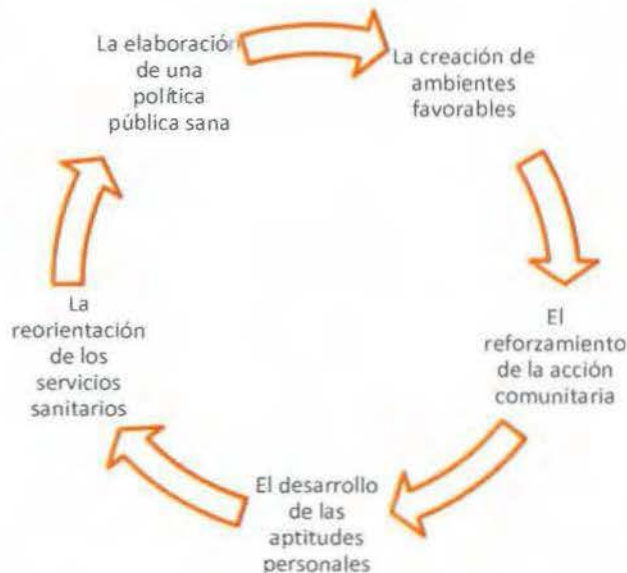 La elaboración
de una
política
pública sana
La creación de
ambientes
favorables
El
reforzamiento
de la acción
comunitaria
El desarrollo
de las
aptitudes
personales
La
reorientación
de los
servicios
sanitarios